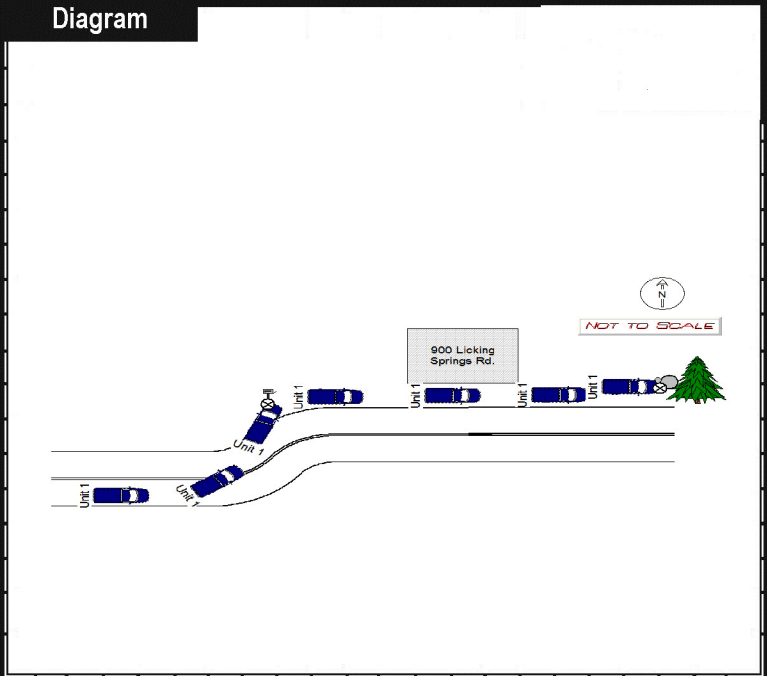 Diagram
N
NOT TO SCALE
900 Licking
Springs Rd.
Unit 1
Unit 1
Unit 1
Unit 1
Unit 1
Unit 1
Unit 1